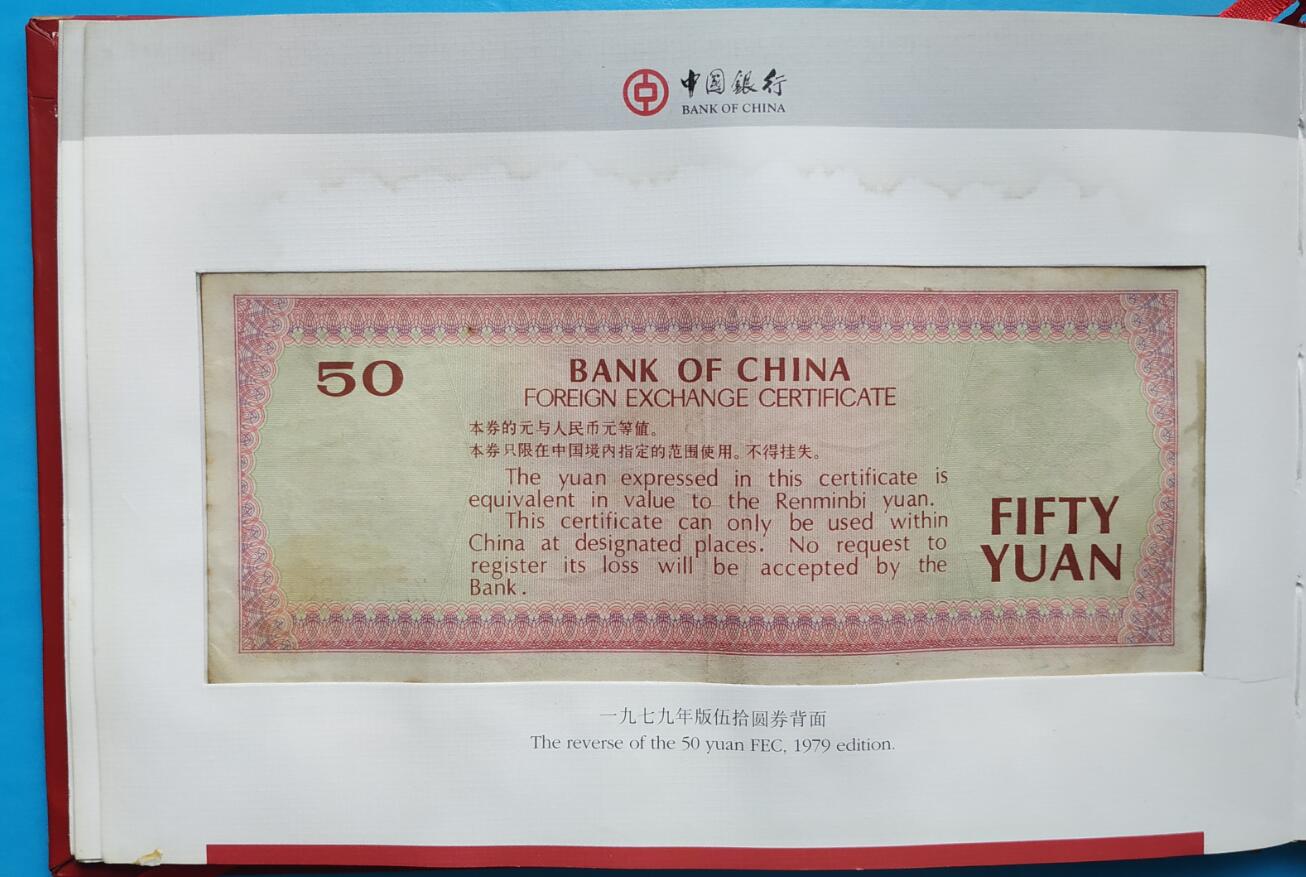 中国銀行
BANK OF CHINA
50
BANK OF CHINA
FOREIGN EXCHANGE CERTIFICATE
本券的元与人民币元等值。
本券只限在中国境内指定的范围使用。不得挂失。
The yuan expressed in this certificate is
equivalent in value to the Renminbi yuan.
This certificate can only be used within
China at designated places. No request to
register its loss will be accepted by the
Bank.
FIFTY
YUAN
一九七九年版伍拾圆券背面
The reverse of the 50 yuan FEC, 1979 edition.